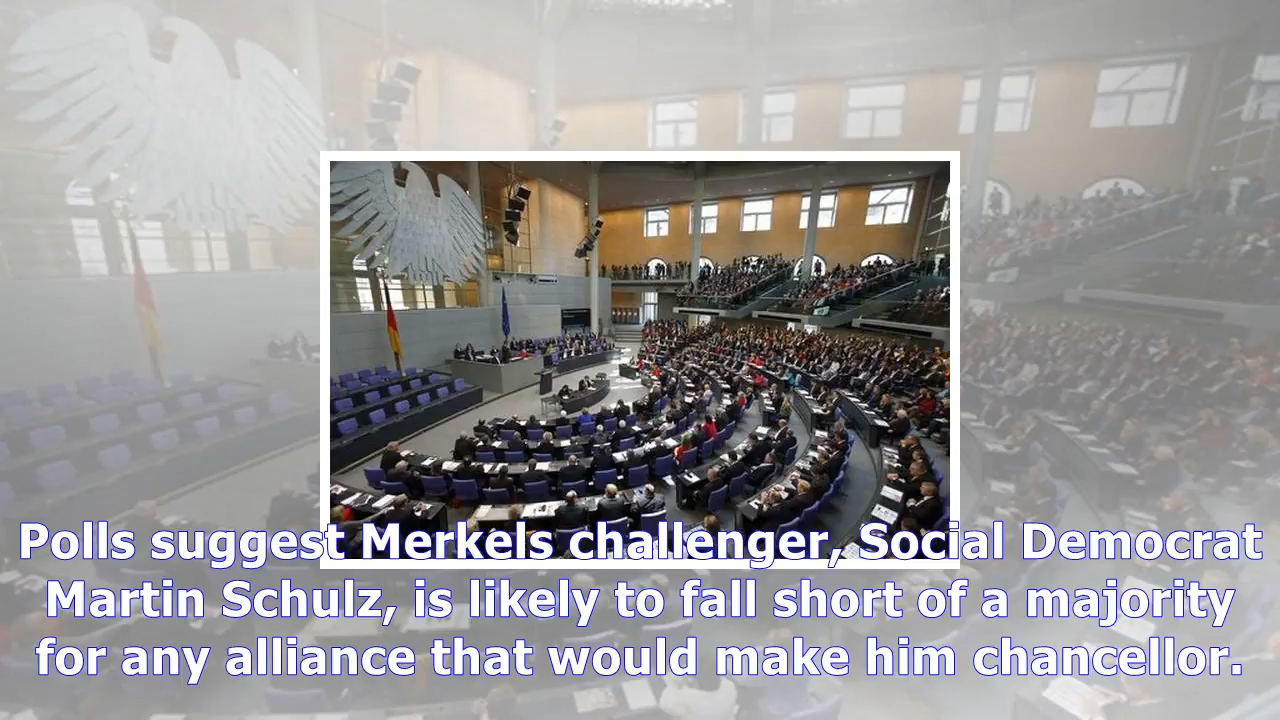 Polls suggest Merkels challenger, Social Democrat
Martin Schulz, is likely to fall short of a majority
for any alliance that would make him chancellor.